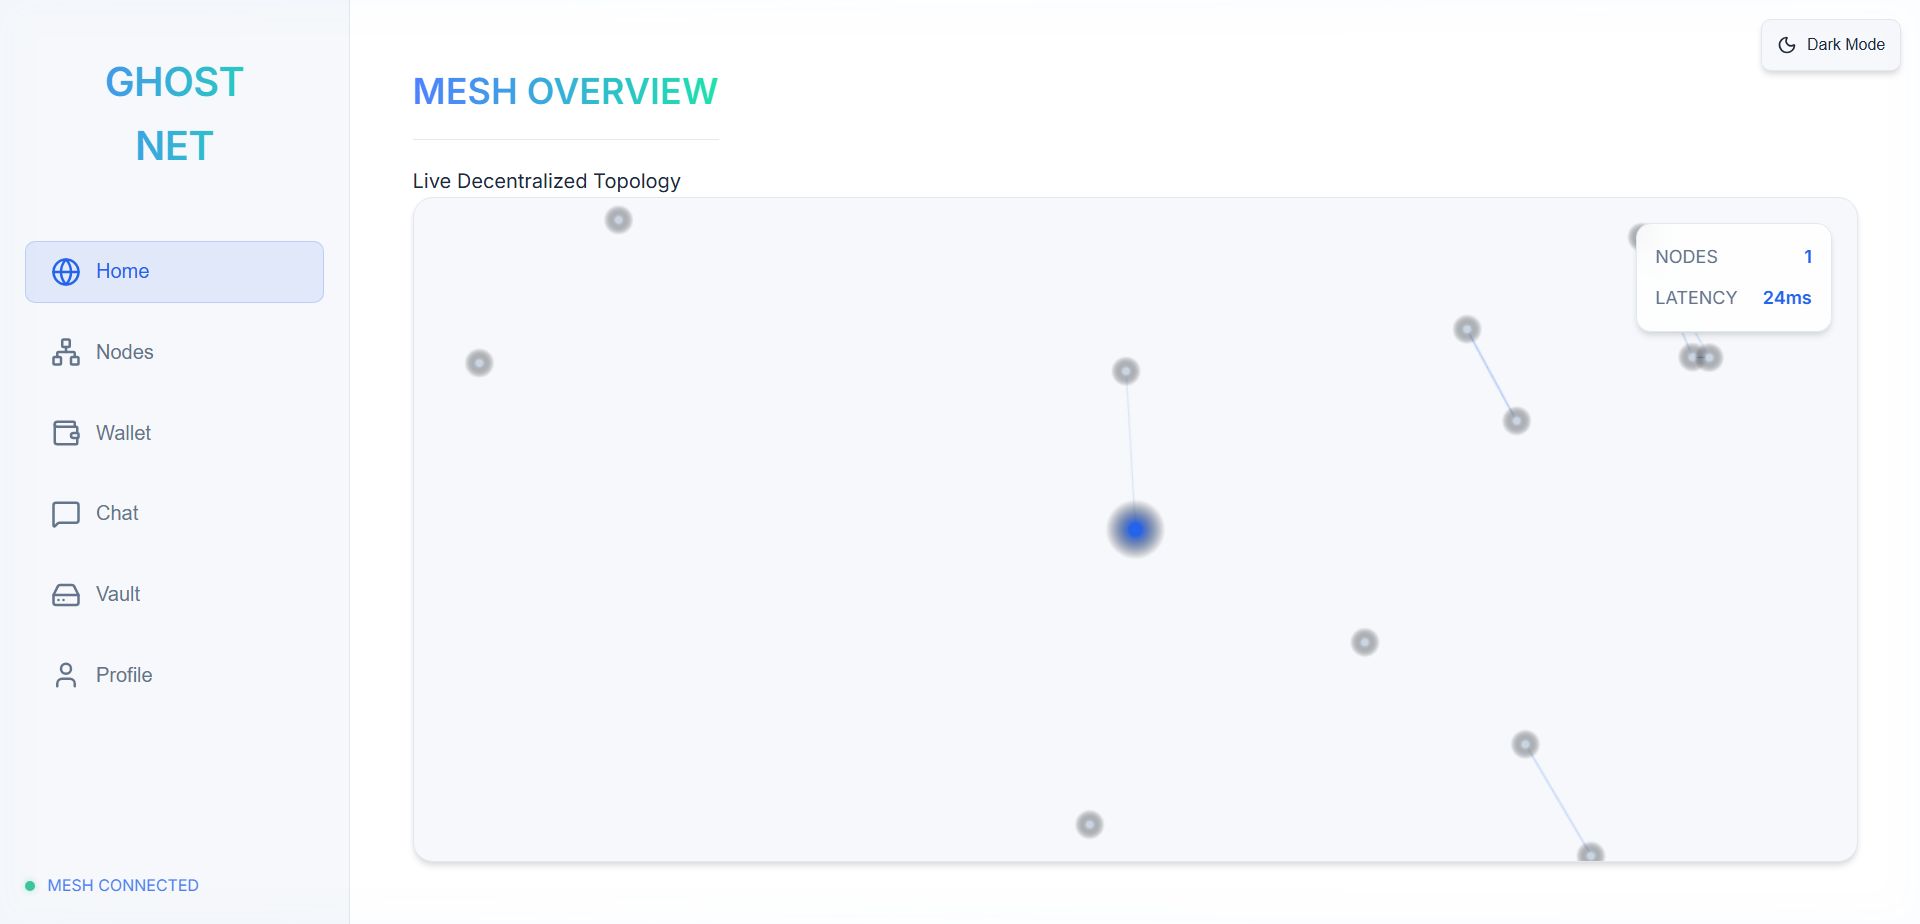 GHOST
NET
Home
Nodes
Wallet
Chat
Vault
Profile
MESH CONNECTED
Dark Mode
MESH OVERVIEW
Live Decentralized Topology
NODES 1
LATENCY 24ms